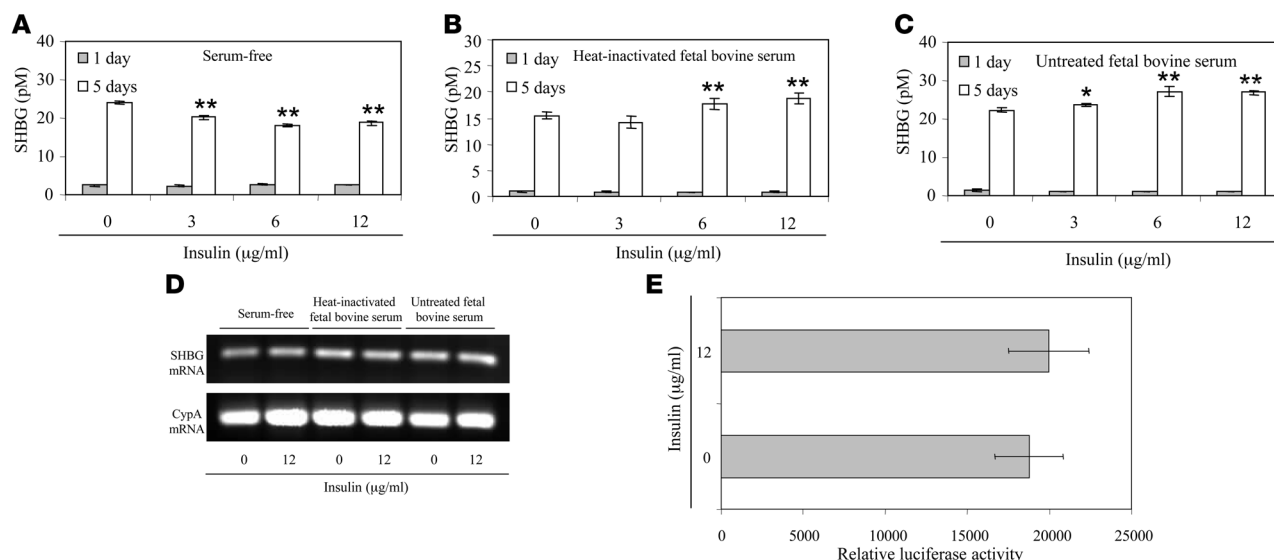 A
Serum-free
1 day
5 days
SHBG (pM)
40
30
20
10
0
**
**
**
0 3 6 12
Insulin (µg/ml)
B
Heat-inactivated fetal bovine serum
1 day
5 days
SHBG (pM)
30
25
20
15
10
5
0
**
**
0 3 6 12
Insulin (µg/ml)
C
Untreated fetal bovine serum
1 day
5 days
SHBG (pM)
40
30
20
10
0
*
**
**
0 3 6 12
Insulin (µg/ml)
D
Serum-free
Heat-inactivated
fetal bovine serum
Untreated fetal
bovine serum
SHBG
mRNA
CypA
mRNA
0 12 0 12 0 12
Insulin (µg/ml)
E
Insulin (µg/ml)
12
0
0 5000 10000 15000 20000 25000
Relative luciferase activity